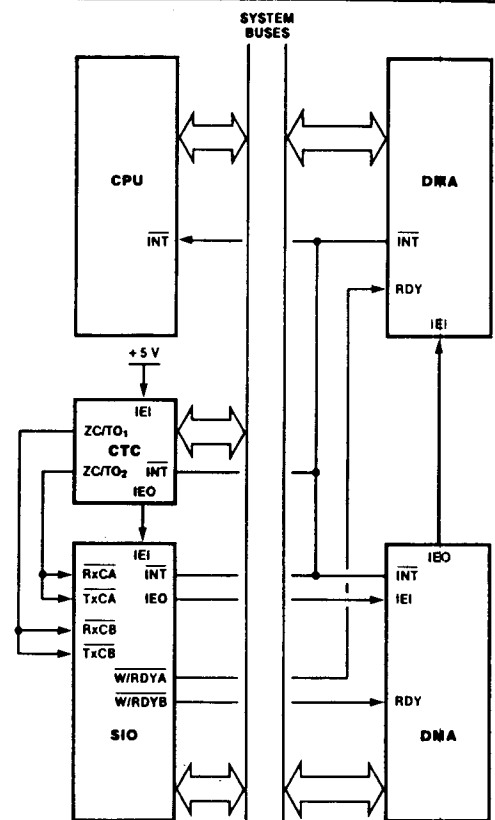 SYSTEM
BUSES
CPU
INT
DMA
INT
RDY
IEI
+5 V
IEI
ZC/TO₁
CTC
ZC/TO₂
INT
IEO
IEI
RxCA
INT
TxCA
IEO
RxCB
TxCB
W/RDYA
W/RDYB
SIO
IEO
INT
IEI
RDY
DMA